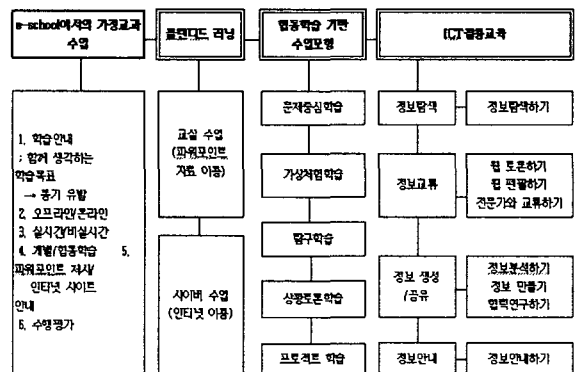 e-school에서의 가정교과
수업
블랜디드 러닝
협동학습 기반
수업모형
ICT활용교육
1. 학습안내
; 함께 생각하는
학습목표
→ 동기 유발
2. 오프라인/온라인
3. 실시간/비실시간
4. 개별/협동학습 5.
파워포인트 제시/
인터넷 사이트
안내
6. 수행평가
교실 수업
(파워포인트
자료 이용)
사이버 수업
(인터넷 이용)
문제중심학습
가상체험학습
탐구학습
상황토론학습
프로젝트 학습
정보탐색
정보탐색하기
정보교류
웹 토론하기
웹 펜팔하기
전문가와 교류하기
정보 생성
/공유
정보분석하기
정보 만들기
협력연구하기
정보안내
정보안내하기